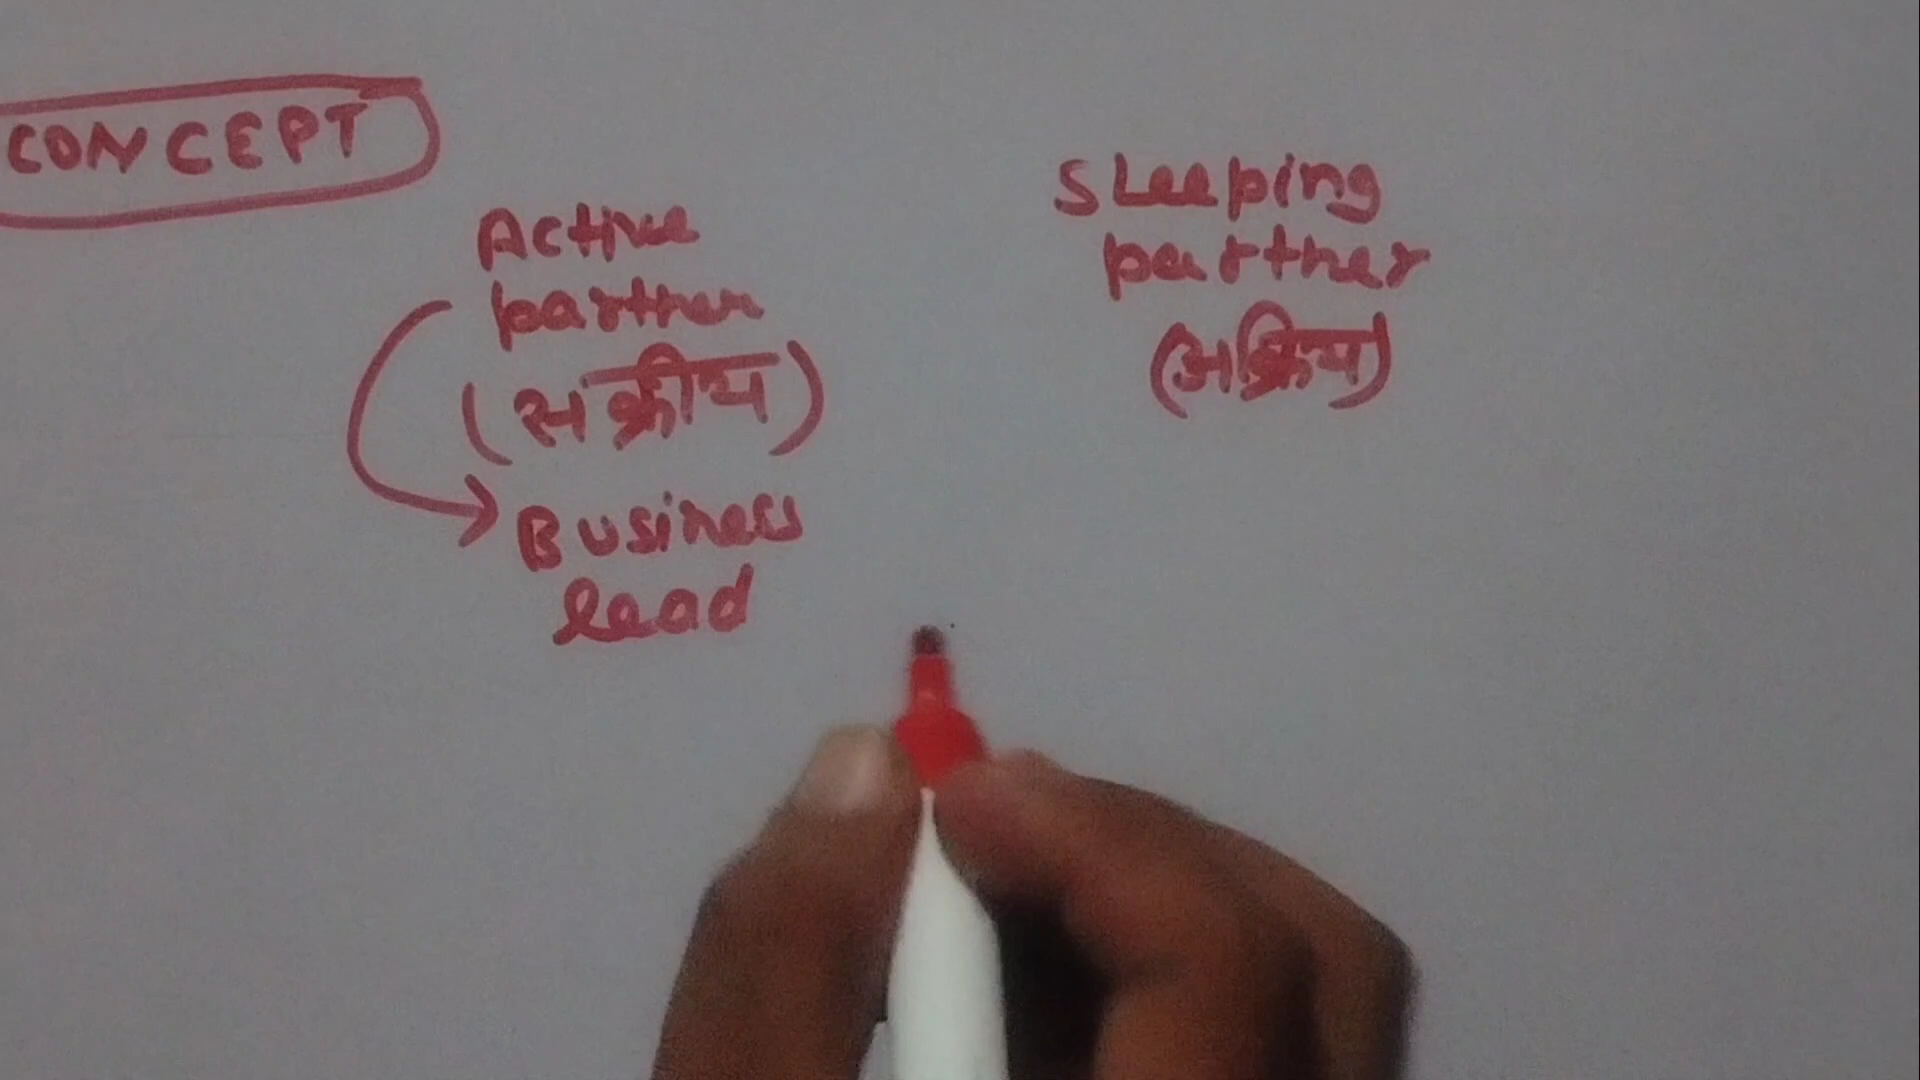 CONCEPT
Active
partner
(सक्रीय)
Business
lead
Sleeping
partner
(अक्रिय)